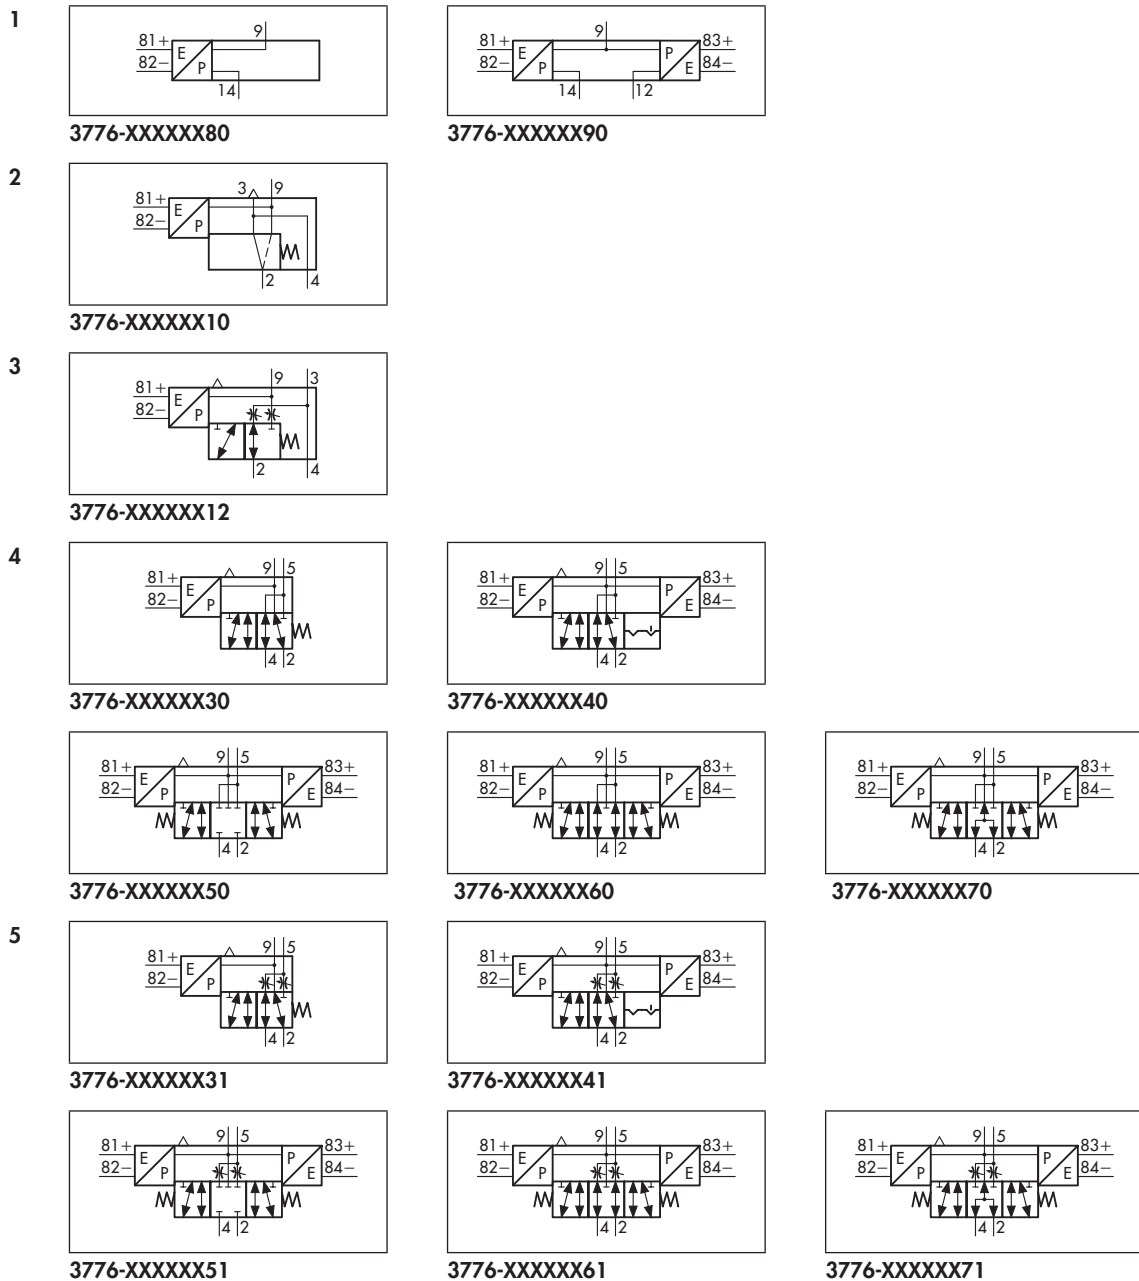 1
81+ 9
82−
E
P
14
3776-XXXXXX80
81+ 9 83+
82− 84−
E P
P E
14 12
3776-XXXXXX90
2
81+ 3 9
82−
E
P
2 4
3776-XXXXXX10
3
81+ 9 3
82−
E
P
2 4
3776-XXXXXX12
4
81+ 9 5
82−
E
P
4 2
3776-XXXXXX30
81+ 9 5 83+
82− 84−
E P
P E
4 2
3776-XXXXXX40
81+ 9 5 83+
82− 84−
E P
P E
4 2
3776-XXXXXX50
81+ 9 5 83+
82− 84−
E P
P E
4 2
3776-XXXXXX60
81+ 9 5 83+
82− 84−
E P
P E
4 2
3776-XXXXXX70
5
81+ 9 5
82−
E
P
4 2
3776-XXXXXX31
81+ 9 5 83+
82− 84−
E P
P E
4 2
3776-XXXXXX41
81+ 9 5 83+
82− 84−
E P
P E
4 2
3776-XXXXXX51
81+ 9 5 83+
82− 84−
E P
P E
4 2
3776-XXXXXX61
81+ 9 5 83+
82− 84−
E P
P E
4 2
3776-XXXXXX71